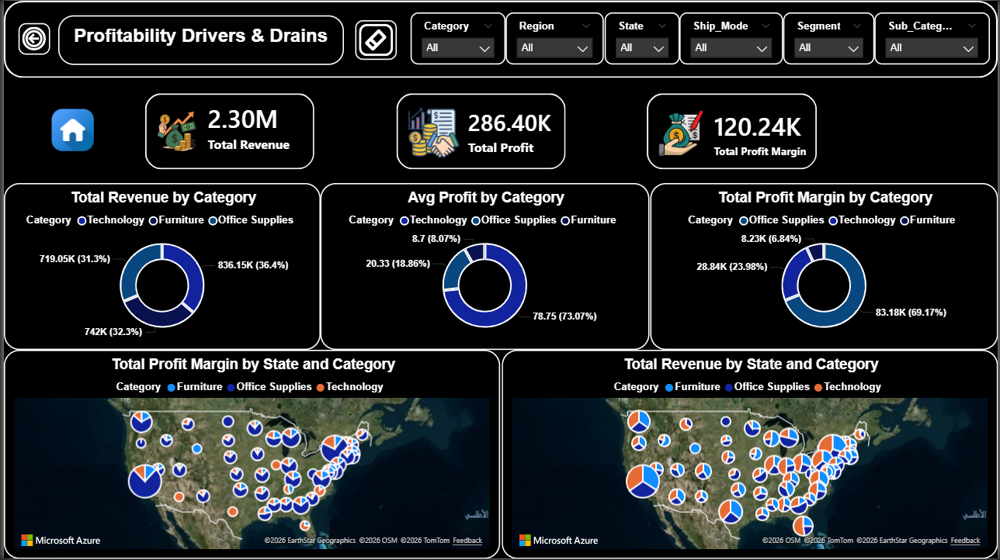 Profitability Drivers & Drains
Category
All
Region
All
State
All
Ship_Mode
All
Segment
All
Sub_Categ...
All
2.30M
Total Revenue
286.40K
Total Profit
120.24K
Total Profit Margin
Total Revenue by Category
Category Technology Furniture Office Supplies
719.05K (31.3%)
836.15K (36.4%)
742K (32.3%)
Avg Profit by Category
Category Technology Office Supplies Furniture
8.7 (8.07%)
20.33 (18.86%)
78.75 (73.07%)
Total Profit Margin by Category
Category Office Supplies Technology Furniture
8.23K (6.84%)
28.84K (23.98%)
83.18K (69.17%)
Total Profit Margin by State and Category
Category Furniture Office Supplies Technology
الأطلسي
Microsoft Azure
©2026 EarthStar Geographics ©2026 OSM ©2026 TomTom Feedback
Total Revenue by State and Category
Category Furniture Office Supplies Technology
الأطلسي
Microsoft Azure
©2026 OSM ©2026 TomTom ©2026 EarthStar Geographics Feedback